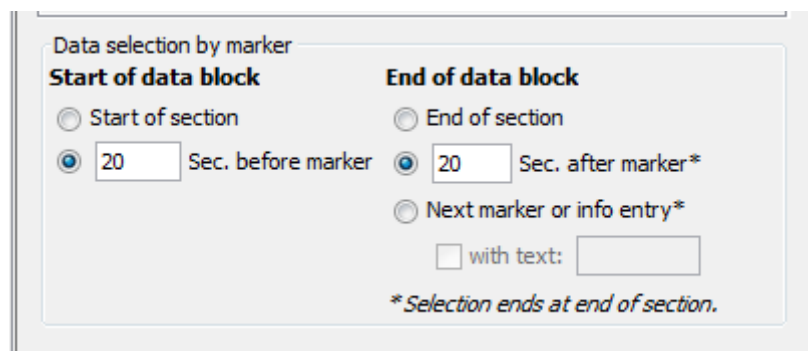 Data selection by marker
Start of data block
End of data block
Start of section
End of section
20 Sec. before marker
20 Sec. after marker*
Next marker or info entry*
with text:
* Selection ends at end of section.